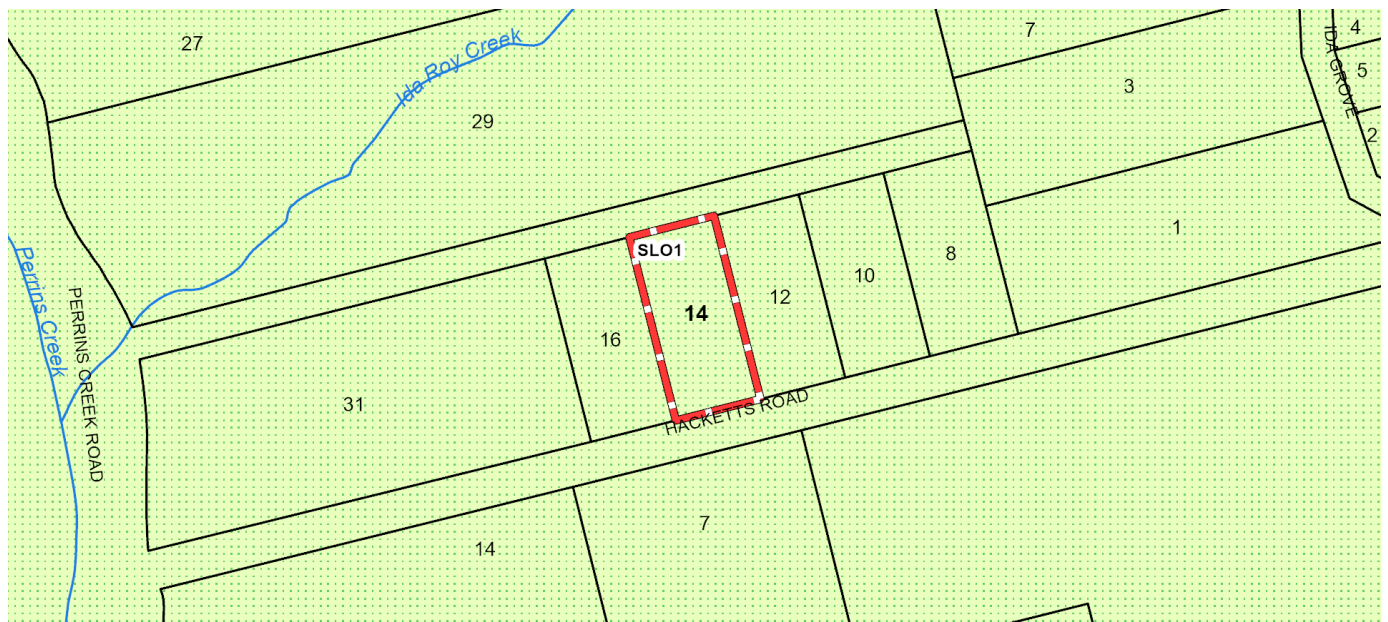 27
Ida Roy Creek
29
7
3
IDA GROVE
4
5
2
1
SLO1
14
12
10
8
16
31
Perrins Creek
PERRINS CREEK ROAD
HACKETTS ROAD
7
14